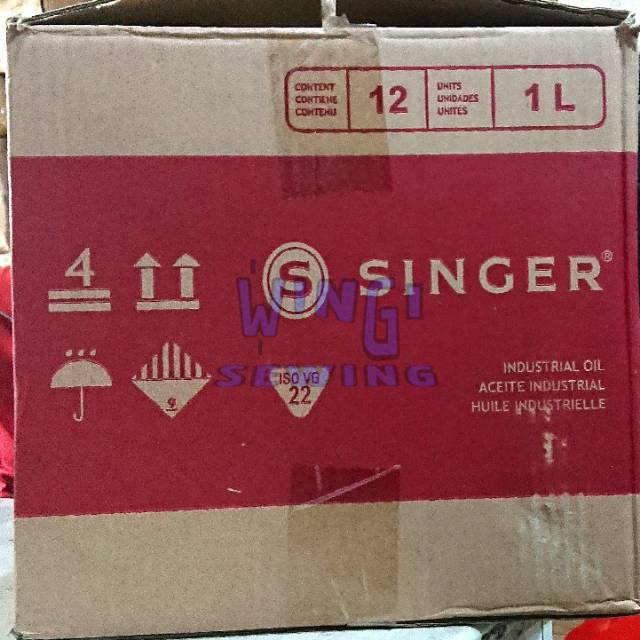 CONTENT
CONTIENE
CONTENU
12
UNITS
UNIDADES
UNITÉS
1 L
4
S SINGER®
WINGI
SEWING
ISO VG
22
9
INDUSTRIAL OIL
ACEITE INDUSTRIAL
HUILE INDUSTRIELLE